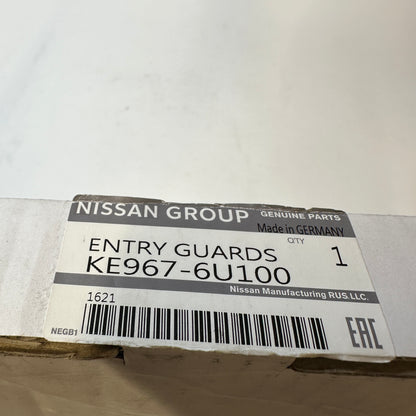 NISSAN GROUP GENUINE PARTS
Made in GERMANY
ENTRY GUARDS QTY 1
KE967-6U100
Nissan Manufacturing RUS.LLC.
1621
NEGB1
EAC